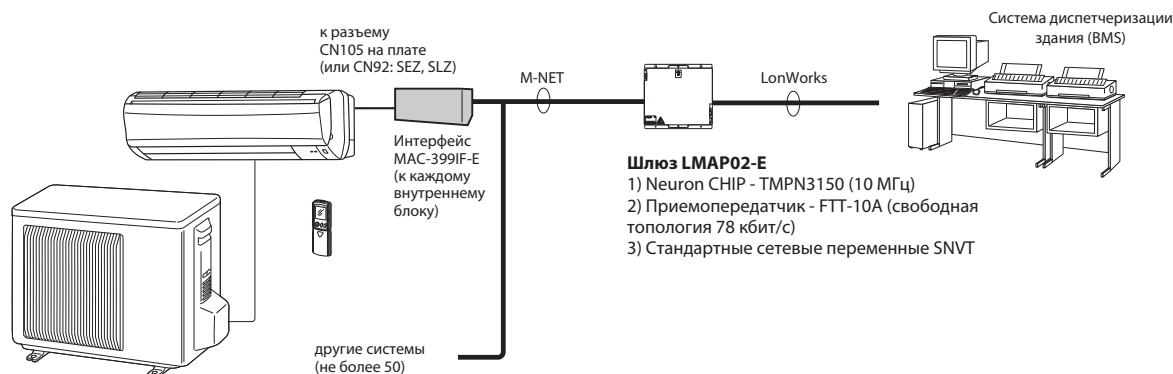 к разъему
CN105 на плате
(или CN92: SEZ, SLZ)
M-NET
LonWorks
Система диспетчеризации
здания (BMS)
Интерфейс
MAC-399IF-E
(к каждому
внутреннему
блоку)
Шлюз LMAP02-E
1) Neuron CHIP - TMPN3150 (10 МГц)
2) Приемопередатчик - FTT-10A (свободная
топология 78 кбит/с)
3) Стандартные сетевые переменные SNVT
другие системы
(не более 50)